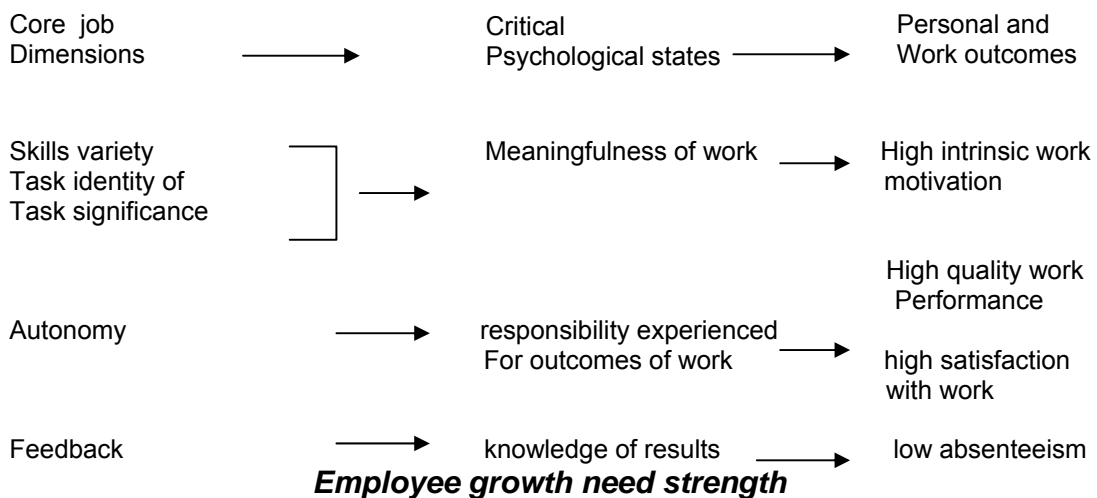 Core job
Dimensions
Critical
Psychological states
Personal and
Work outcomes
Skills variety
Task identity of
Task significance
Meaningfulness of work
High intrinsic work
motivation
High quality work
Performance
Autonomy
responsibility experienced
For outcomes of work
high satisfaction
with work
Feedback
knowledge of results
low absenteeism
Employee growth need strength